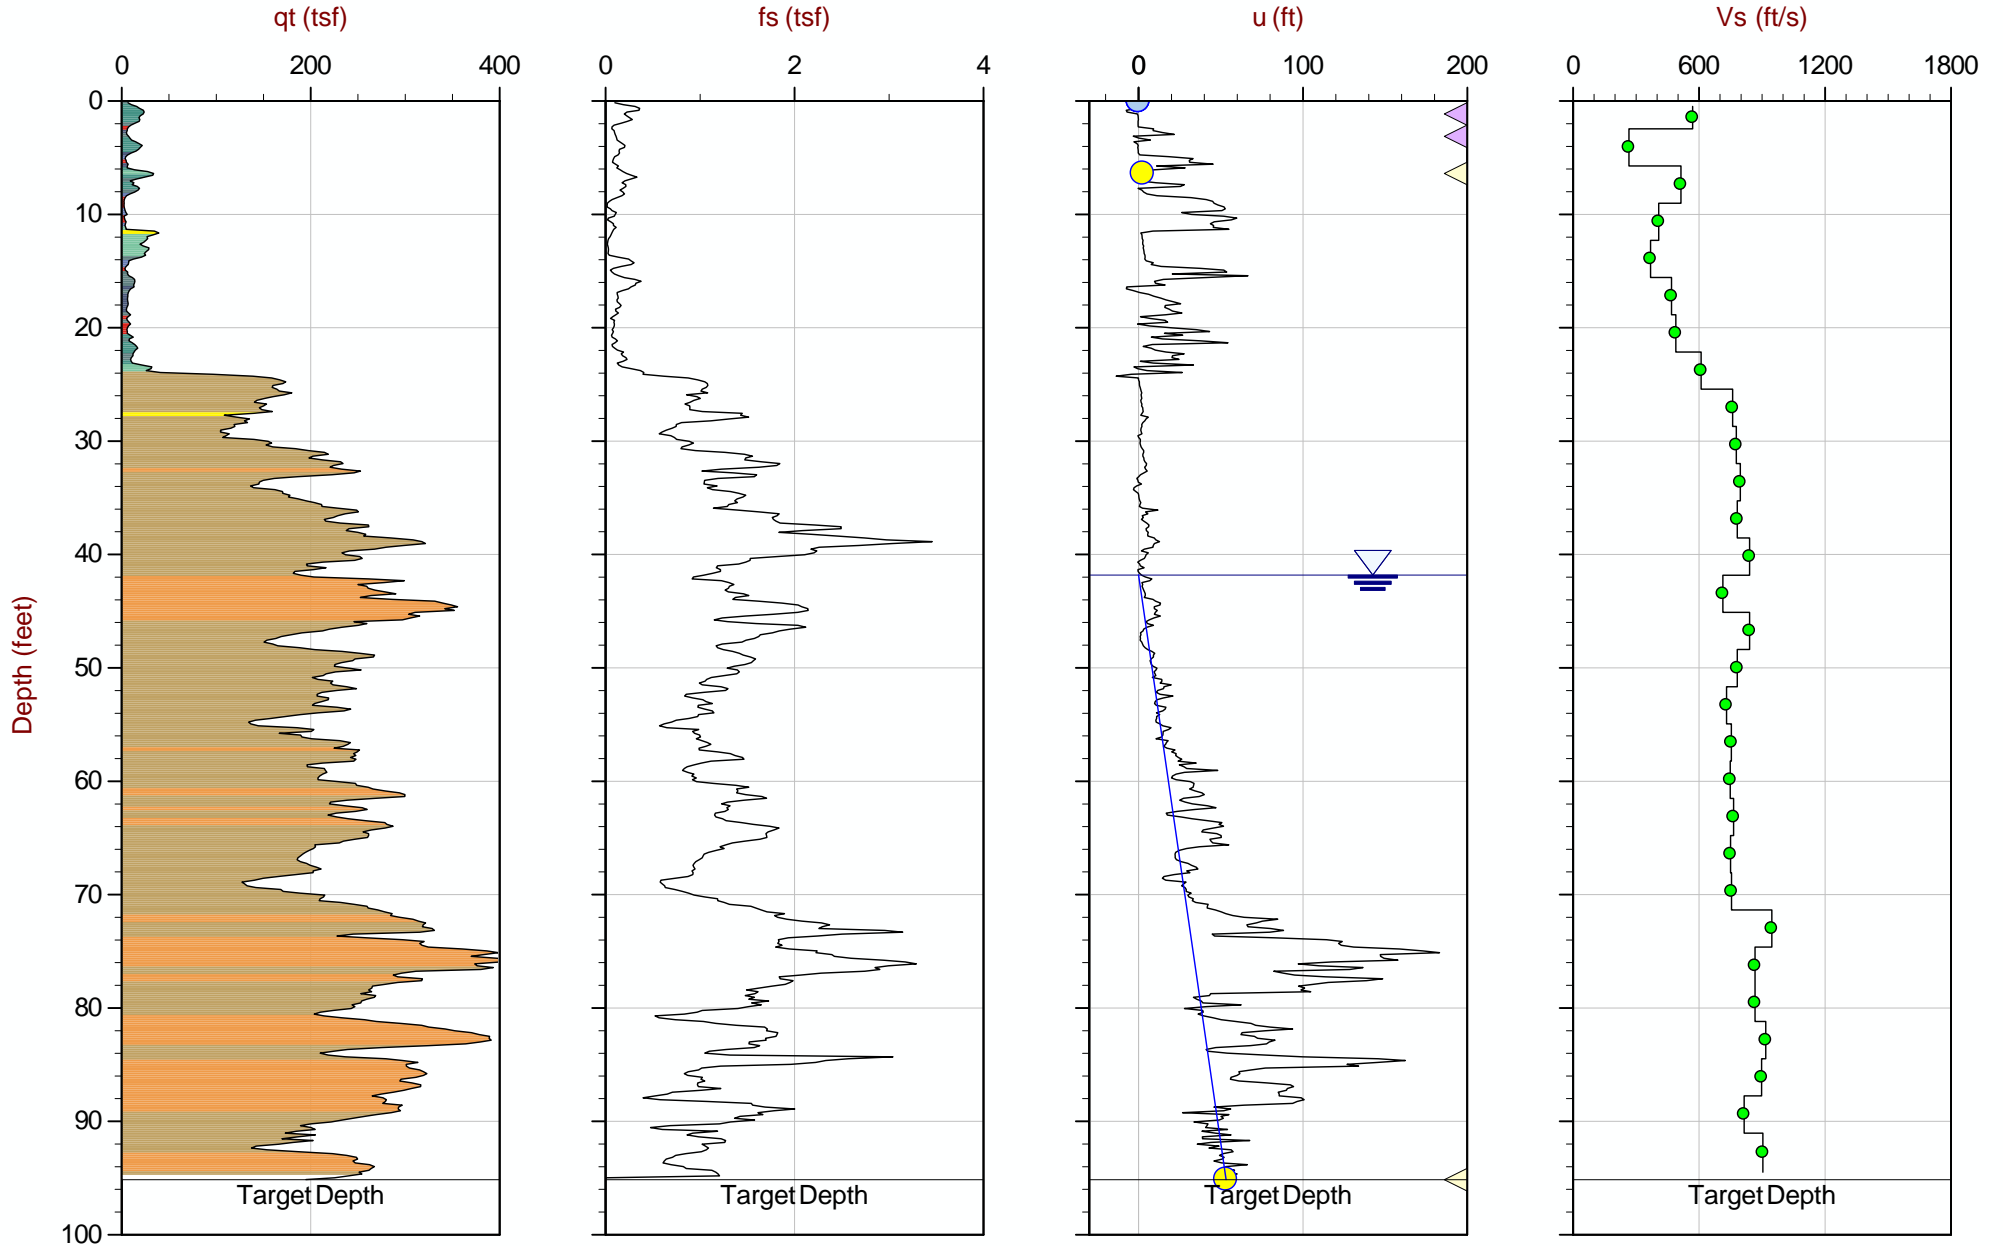 qt (tsf) fs (tsf) u (ft) Vs (ft/s)
0 200 400 0 2 4 0 100 200 0 600 1200 1800
0
10
20
30
40
50
60
70
80
90
100
Depth (feet)
Target Depth Target Depth Target Depth Target Depth